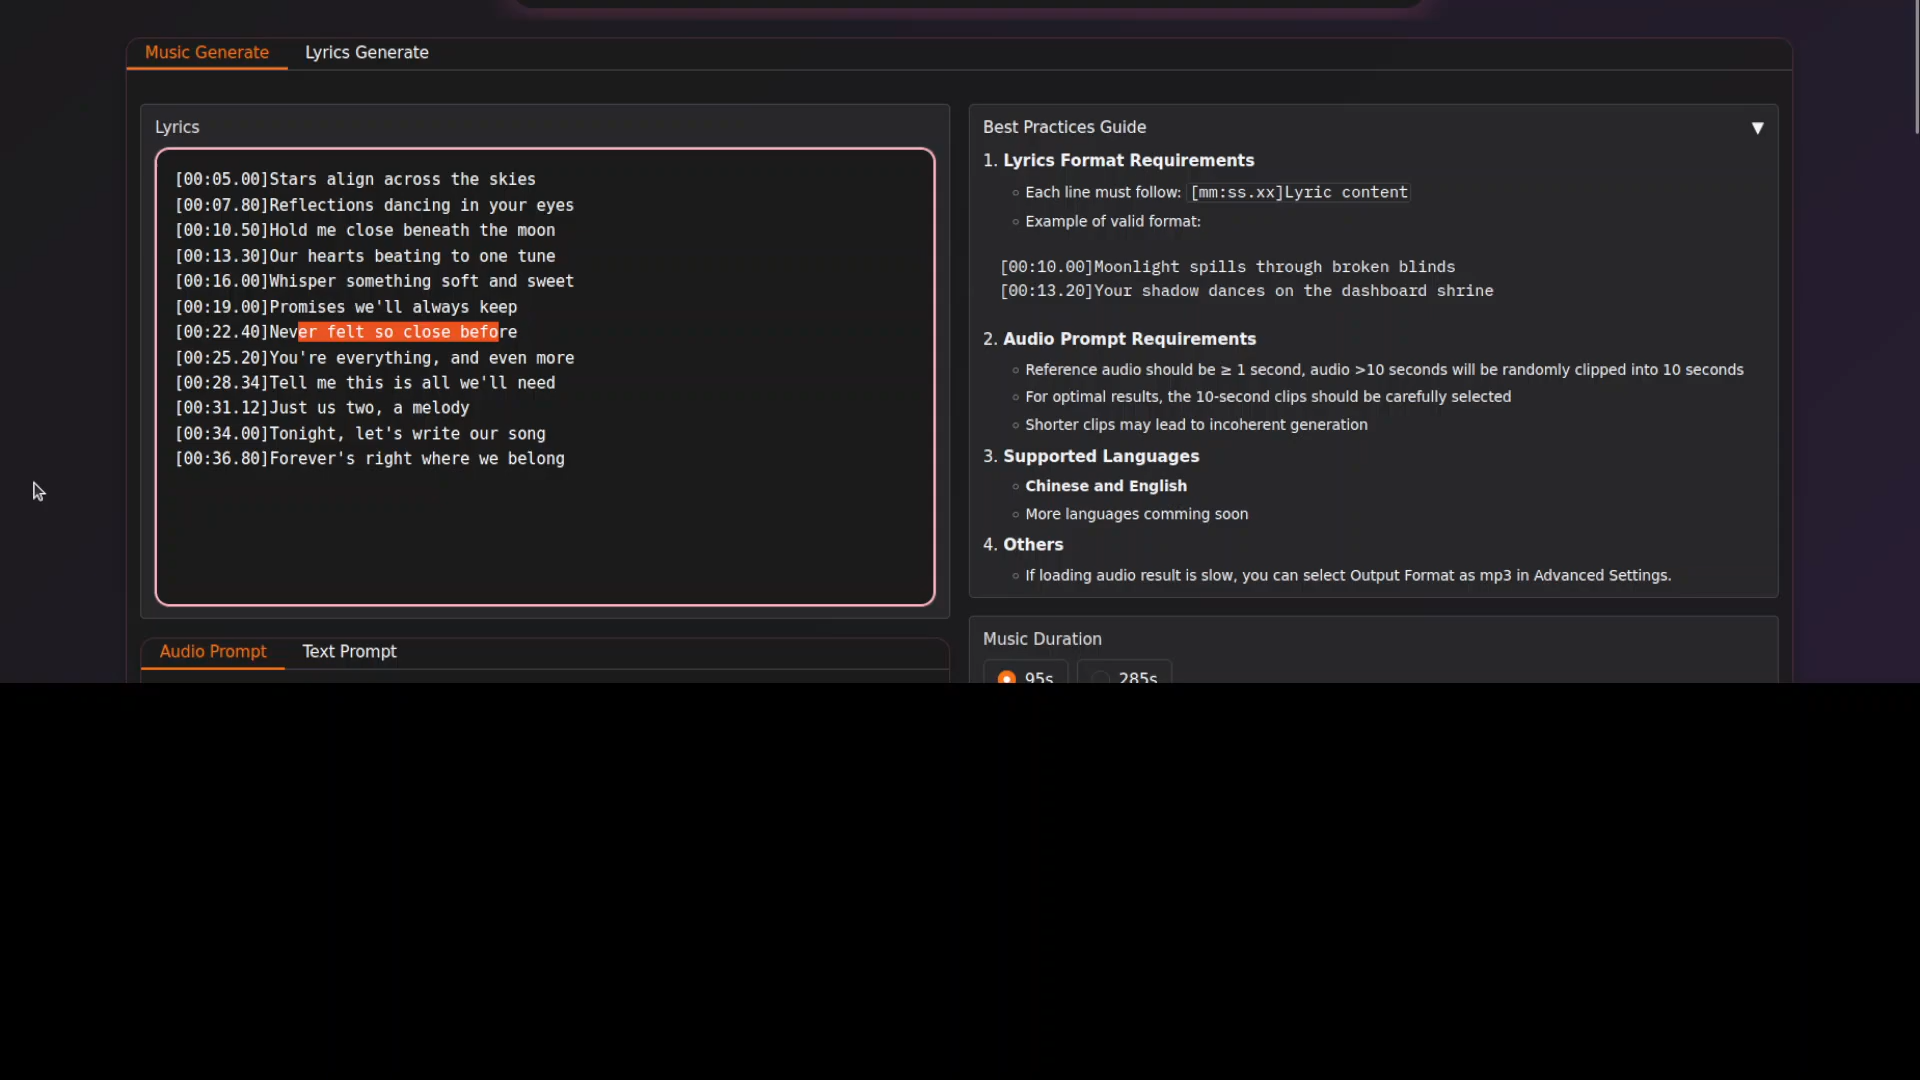 Music Generate
Lyrics Generate
Lyrics
[00:05.00]Stars align across the skies
[00:07.80]Reflections dancing in your eyes
[00:10.50]Hold me close beneath the moon
[00:13.30]Our hearts beating to one tune
[00:16.00]Whisper something soft and sweet
[00:19.00]Promises we'll always keep
[00:22.40]Never felt so close before
[00:25.20]You're everything, and even more
[00:28.34]Tell me this is all we'll need
[00:31.12]Just us two, a melody
[00:34.00]Tonight, let's write our song
[00:36.80]Forever's right where we belong
Audio Prompt
Text Prompt
Best Practices Guide
1. Lyrics Format Requirements
Each line must follow: [mm:ss.xx]Lyric content
Example of valid format:
[00:10.00]Moonlight spills through broken blinds
[00:13.20]Your shadow dances on the dashboard shrine
2. Audio Prompt Requirements
Reference audio should be ≥ 1 second, audio >10 seconds will be randomly clipped into 10 seconds
For optimal results, the 10-second clips should be carefully selected
Shorter clips may lead to incoherent generation
3. Supported Languages
Chinese and English
More languages comming soon
4. Others
If loading audio result is slow, you can select Output Format as mp3 in Advanced Settings.
Music Duration
95s
285s